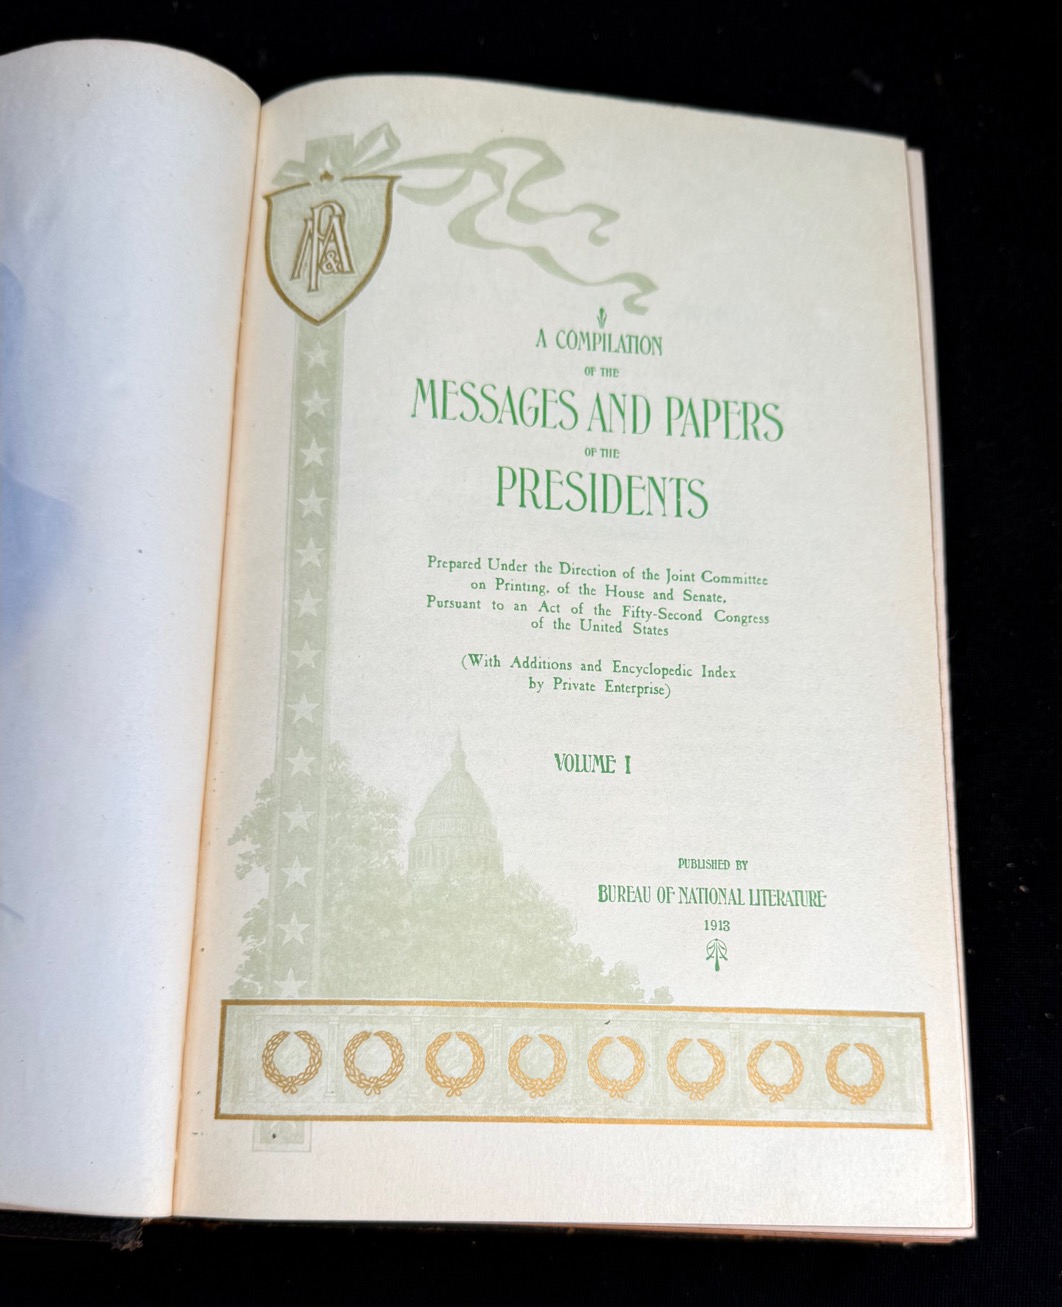 MP&A
A COMPILATION
OF THE
MESSAGES AND PAPERS
OF THE
PRESIDENTS
Prepared Under the Direction of the Joint Committee
on Printing, of the House and Senate,
Pursuant to an Act of the Fifty-Second Congress
of the United States
(With Additions and Encyclopedic Index
by Private Enterprise)
VOLUME I
PUBLISHED BY
BUREAU OF NATIONAL LITERATURE
1913